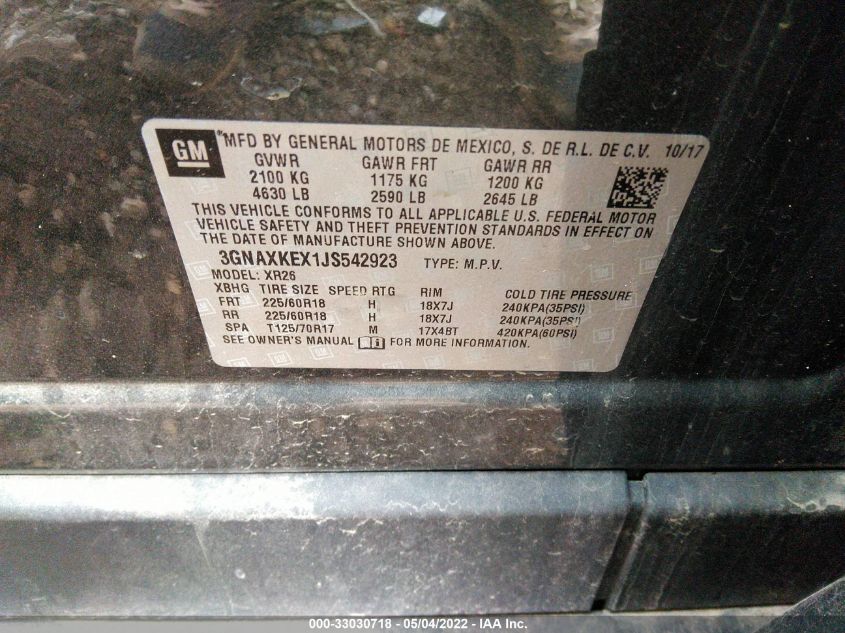 GM MFD BY GENERAL MOTORS DE MEXICO, S. DE R.L. DE C.V. 10/17
GVWR GAWR FRT GAWR RR
2100 KG 1175 KG 1200 KG
4630 LB 2590 LB 2645 LB
THIS VEHICLE CONFORMS TO ALL APPLICABLE U.S. FEDERAL MOTOR
VEHICLE SAFETY AND THEFT PREVENTION STANDARDS IN EFFECT ON
THE DATE OF MANUFACTURE SHOWN ABOVE.
3GNAXKEX1JS542923 TYPE: M.P.V.
MODEL: XR26
XBHG TIRE SIZE SPEED RTG RIM COLD TIRE PRESSURE
FRT 225/60R18 H 18X7J 240KPA(35PSI)
RR 225/60R18 H 18X7J 240KPA(35PSI)
SPA T125/70R17 M 17X4BT 420KPA(60PSI)
SEE OWNER'S MANUAL FOR MORE INFORMATION.
000-33030718 - 05/04/2022 - IAA Inc.